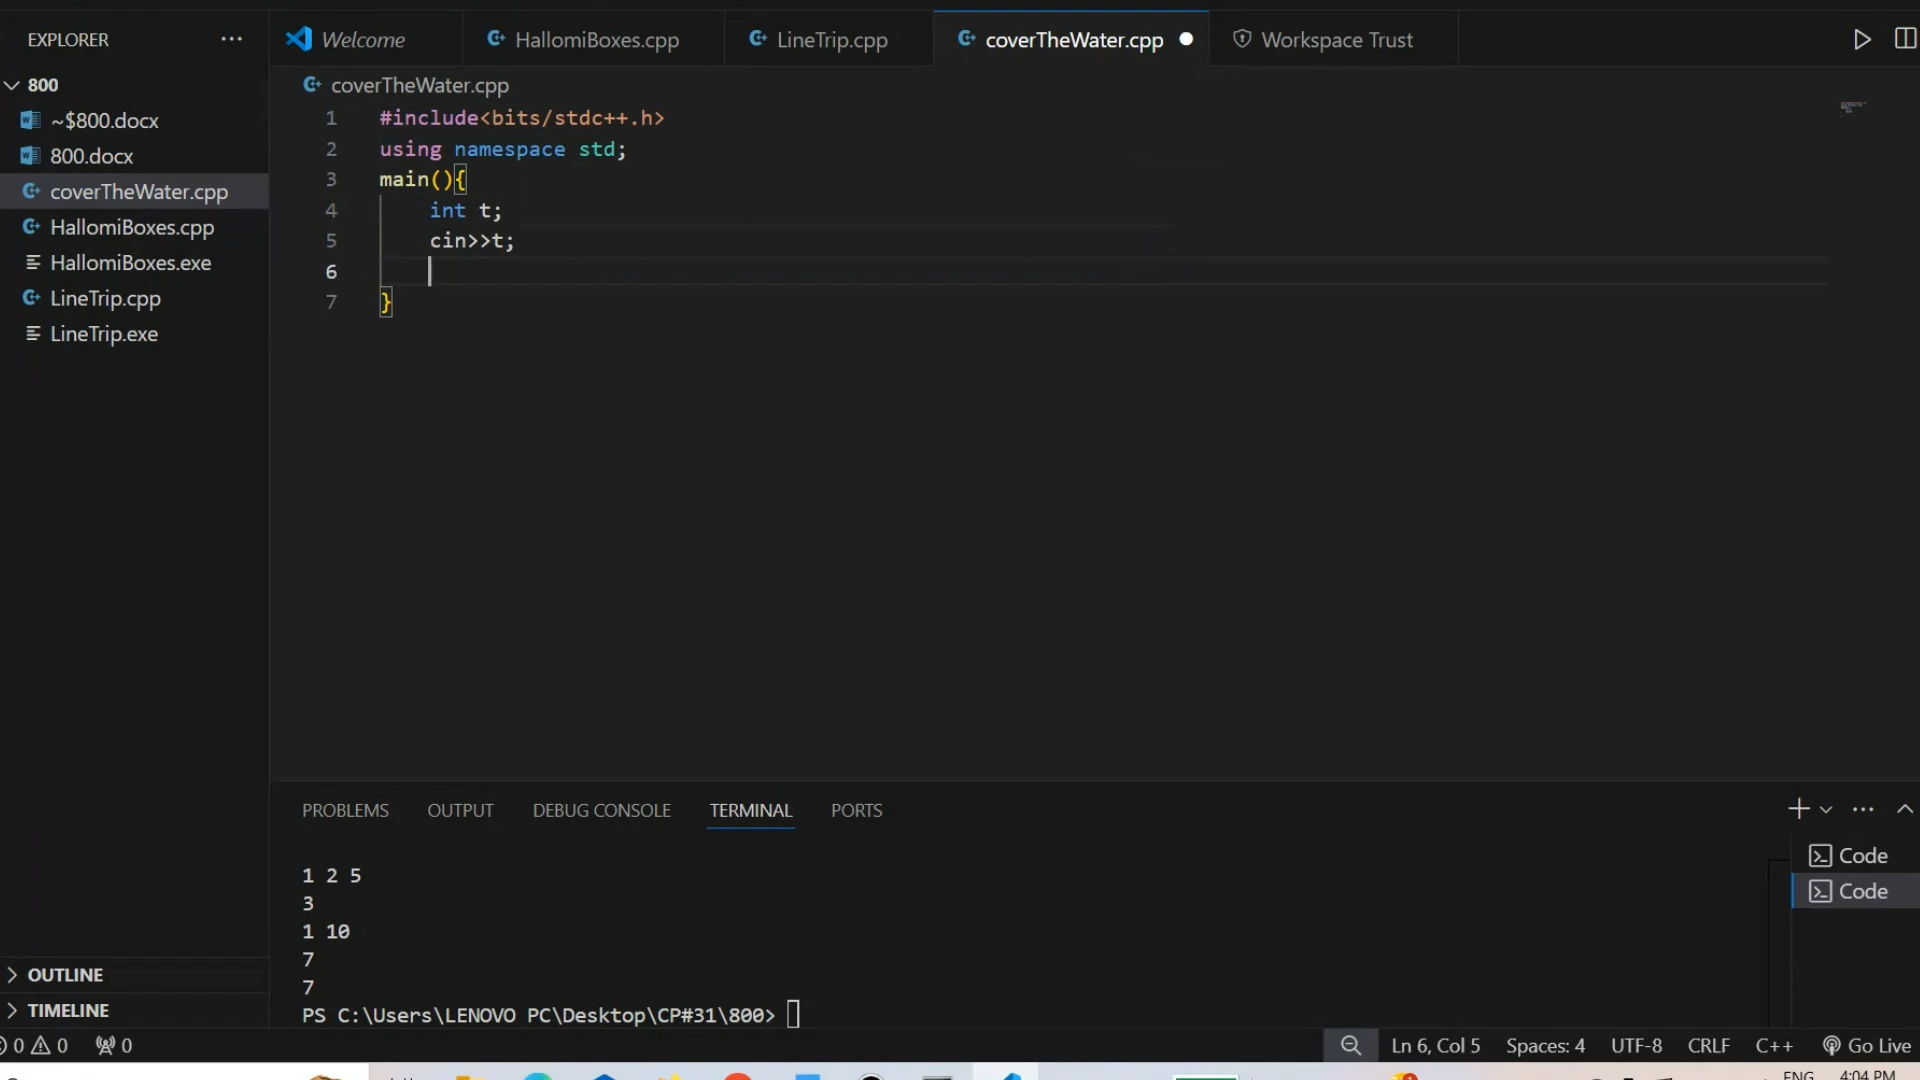 EXPLORER
Welcome
HallomiBoxes.cpp
LineTrip.cpp
coverTheWater.cpp
Workspace Trust
800
~$800.docx
800.docx
coverTheWater.cpp
HallomiBoxes.cpp
HallomiBoxes.exe
LineTrip.cpp
LineTrip.exe
coverTheWater.cpp
1 #include<bits/stdc++.h>
2 using namespace std;
3 main(){
4 int t;
5 cin>>t;
6
7 }
PROBLEMS OUTPUT DEBUG CONSOLE TERMINAL PORTS
Code
Code
1 2 5
3
1 10
7
7
PS C:\Users\LENOVO PC\Desktop\CP#31\800>
OUTLINE
TIMELINE
0 0 0 Ln 6, Col 5 Spaces: 4 UTF-8 CRLF C++ Go Live
ENG 4:04 PM